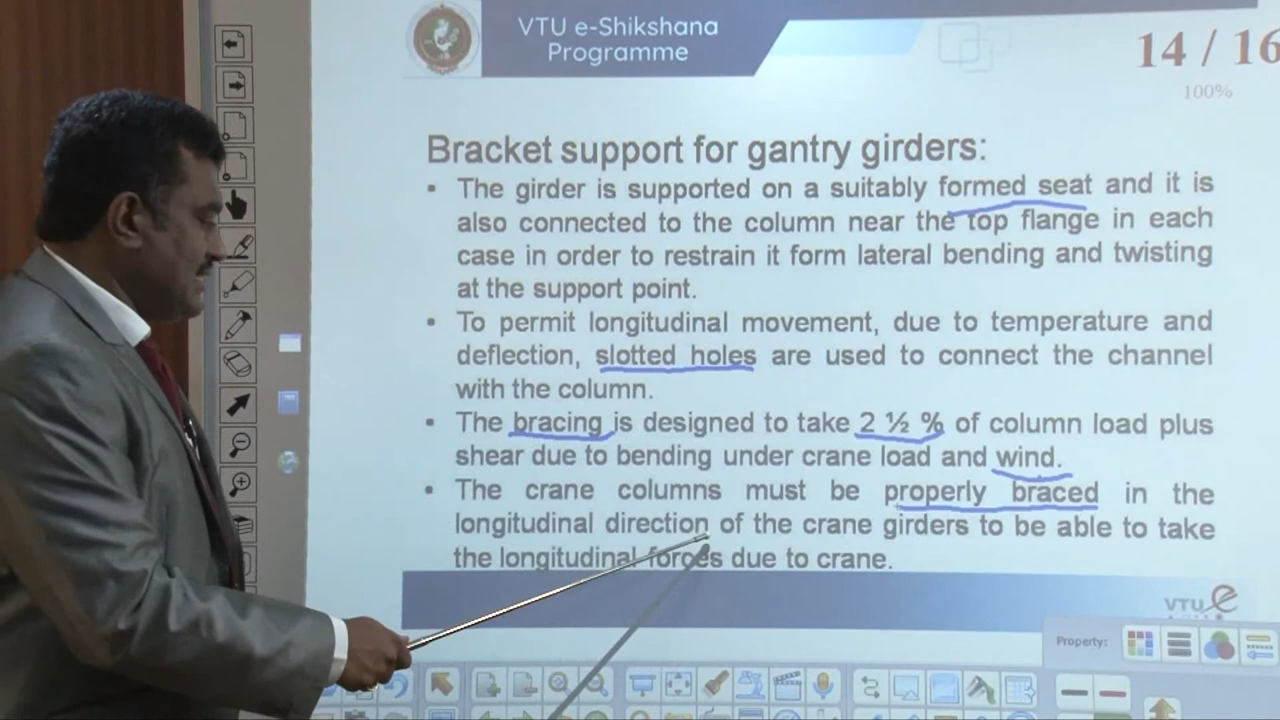 VTU e-Shikshana
Programme
14 / 16
100%
Bracket support for gantry girders:
▪ The girder is supported on a suitably formed seat and it is
also connected to the column near the top flange in each
case in order to restrain it form lateral bending and twisting
at the support point.
▪ To permit longitudinal movement, due to temperature and
deflection, slotted holes are used to connect the channel
with the column.
▪ The bracing is designed to take 2 ½ % of column load plus
shear due to bending under crane load and wind.
▪ The crane columns must be properly braced in the
longitudinal direction of the crane girders to be able to take
the longitudinal forces due to crane.
VTU e
Property: